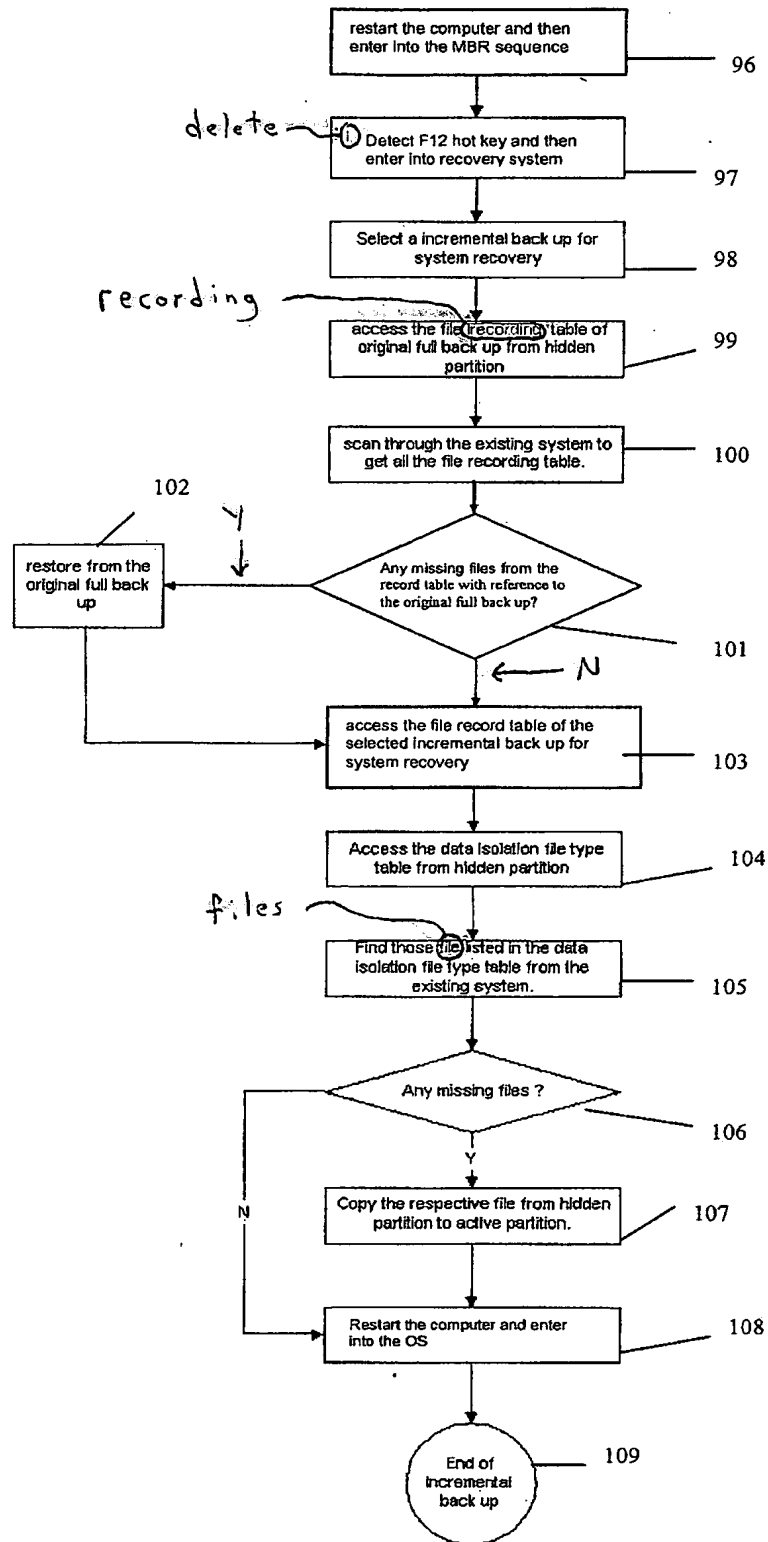 restart the computer and then
enter into the MBR sequence
96
delete
i Detect F12 hot key and then
enter into recovery system
97
Select a incremental back up for
system recovery
98
recording
access the file irecording table of
original full back up from hidden
partition
99
scan through the existing system to
get all the file recording table.
100
102
Y
restore from the
original full back
up
Any missing files from the
record table with reference to
the original full back up?
101
N
access the file record table of the
selected incremental back up for
system recovery
103
Access the data isolation file type
table from hidden partition
104
files
Find those file listed in the data
isolation file type table from the
existing system.
105
Any missing files ?
106
Y
N
Copy the respective file from hidden
partition to active partition.
107
Restart the computer and enter
into the OS
108
End of
incremental
back up
109